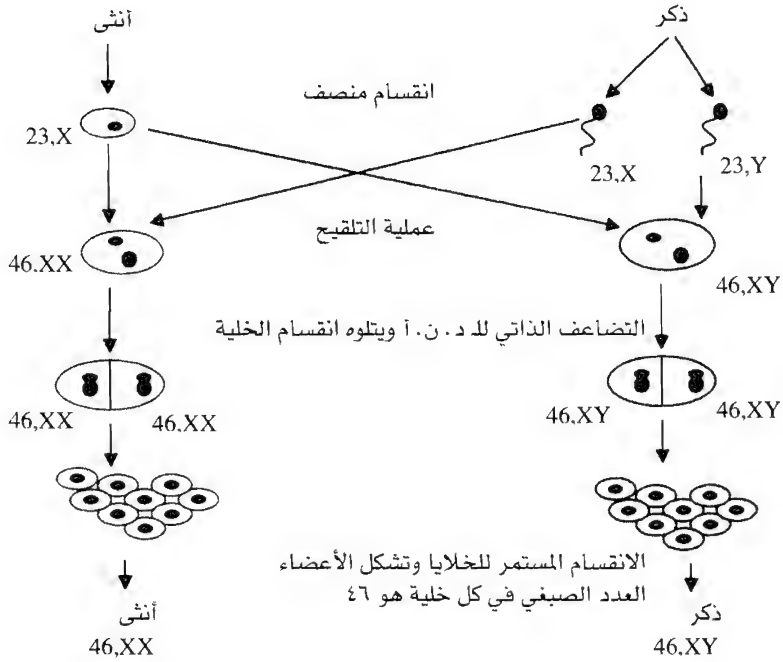 ذكر
أنثى
انقسام منصف
23,X
23,X
23,Y
عملية التلقيح
46.XX
46,XY
التضاعف الذاتي للـ د . ن . أ ويتلوه انقسام الخلية
46,XX
46.XX
46,XY
46,XY
الانقسام المستمر للخلايا وتشكل الأعضاء
العدد الصبغي في كل خلية هو ٤٦
ذكر
46,XY
أنثى
46,XX